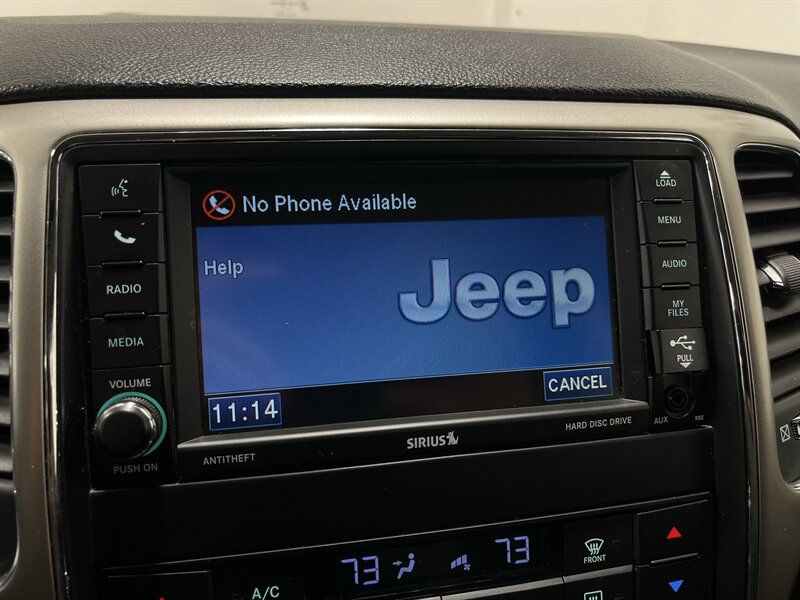 No Phone Available
LOAD
MENU
RADIO
Help
Jeep
AUDIO
MY
FILES
MEDIA
PULL
VOLUME
11:14
CANCEL
PUSH ON
SIRIUS
HARD DISC DRIVE
AUX
RBZ
ANTITHEFT
73
73
FRONT
A/C